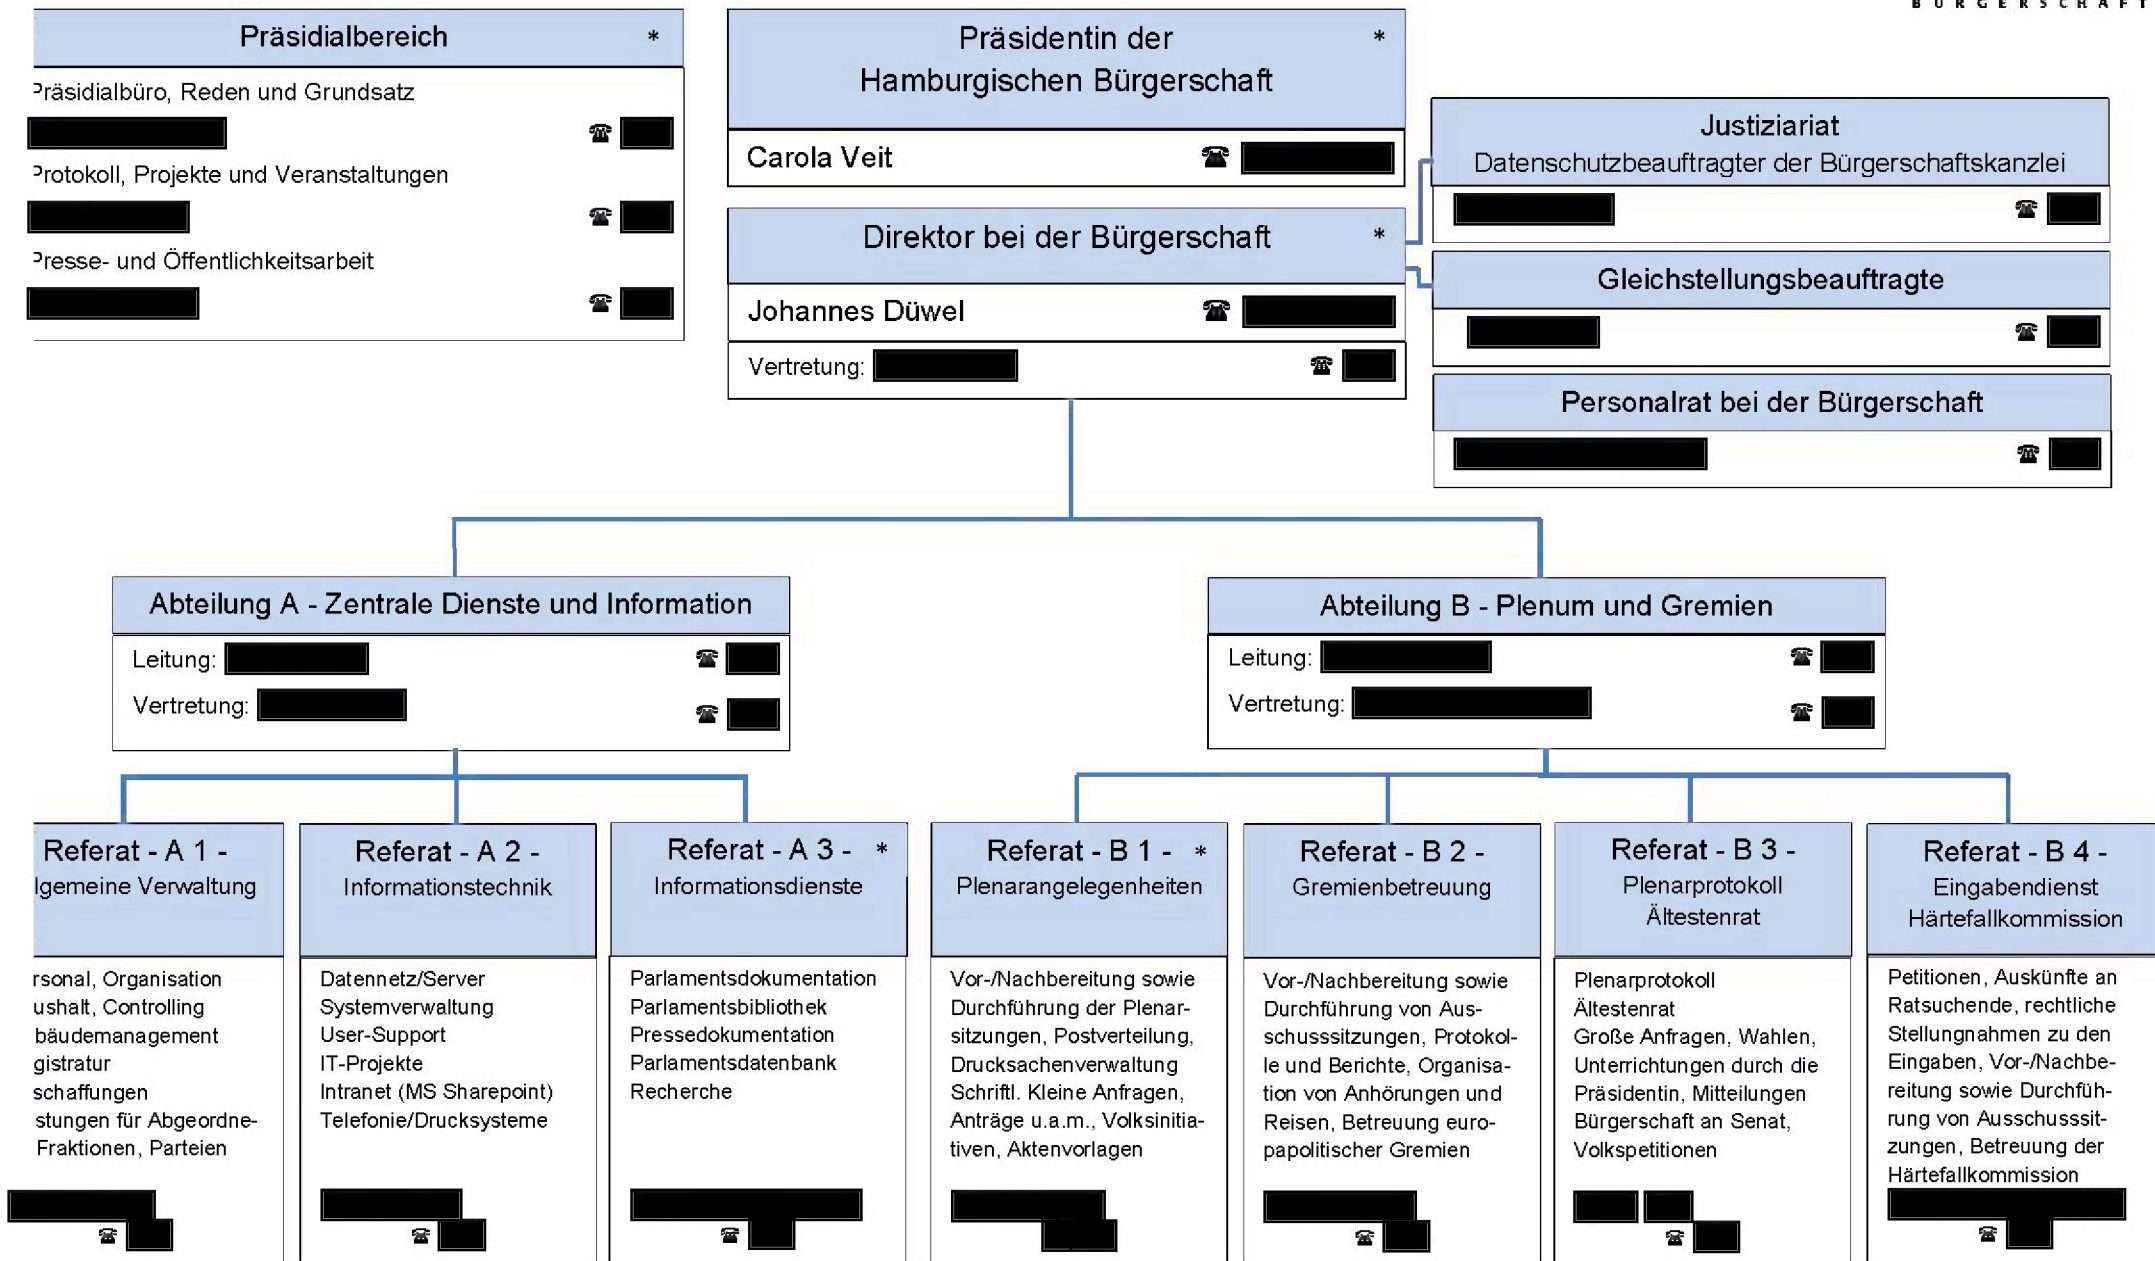 BÜRGERSCHAFT
Präsidialbereich *
Präsidialbüro, Reden und Grundsatz
Protokoll, Projekte und Veranstaltungen
Presse- und Öffentlichkeitsarbeit
Präsidentin der *
Hamburgischen Bürgerschaft
Carola Veit
Direktor bei der Bürgerschaft *
Johannes Düwel
Vertretung:
Justiziariat
Datenschutzbeauftragter der Bürgerschaftskanzlei
Gleichstellungsbeauftragte
Personalrat bei der Bürgerschaft
Abteilung A - Zentrale Dienste und Information
Leitung:
Vertretung:
Abteilung B - Plenum und Gremien
Leitung:
Vertretung:
Referat - A 1 -
lgemeine Verwaltung
rsonal, Organisation
ushalt, Controlling
bäudemanagement
gistratur
schaffungen
stungen für Abgeordne-
Fraktionen, Parteien
Referat - A 2 -
Informationstechnik
Datennetz/Server
Systemverwaltung
User-Support
IT-Projekte
Intranet (MS Sharepoint)
Telefonie/Drucksysteme
Referat - A 3 - *
Informationsdienste
Parlamentsdokumentation
Parlamentsbibliothek
Pressedokumentation
Parlamentsdatenbank
Recherche
Referat - B 1 - *
Plenarangelegenheiten
Vor-/Nachbereitung sowie
Durchführung der Plenar-
sitzungen, Postverteilung,
Drucksachenverwaltung
Schriftl. Kleine Anfragen,
Anträge u.a.m., Volksinitia-
tiven, Aktenvorlagen
Referat - B 2 -
Gremienbetreuung
Vor-/Nachbereitung sowie
Durchführung von Aus-
schusssitzungen, Protokol-
le und Berichte, Organisa-
tion von Anhörungen und
Reisen, Betreuung euro-
papolitischer Gremien
Referat - B 3 -
Plenarprotokoll
Ältestenrat
Plenarprotokoll
Ältestenrat
Große Anfragen, Wahlen,
Unterrichtungen durch die
Präsidentin, Mitteilungen
Bürgerschaft an Senat,
Volkspetitionen
Referat - B 4 -
Eingabendienst
Härtefallkommission
Petitionen, Auskünfte an
Ratsuchende, rechtliche
Stellungnahmen zu den
Eingaben, Vor-/Nachbe-
reitung sowie Durchfüh-
rung von Ausschusssit-
zungen, Betreuung der
Härtefallkommission